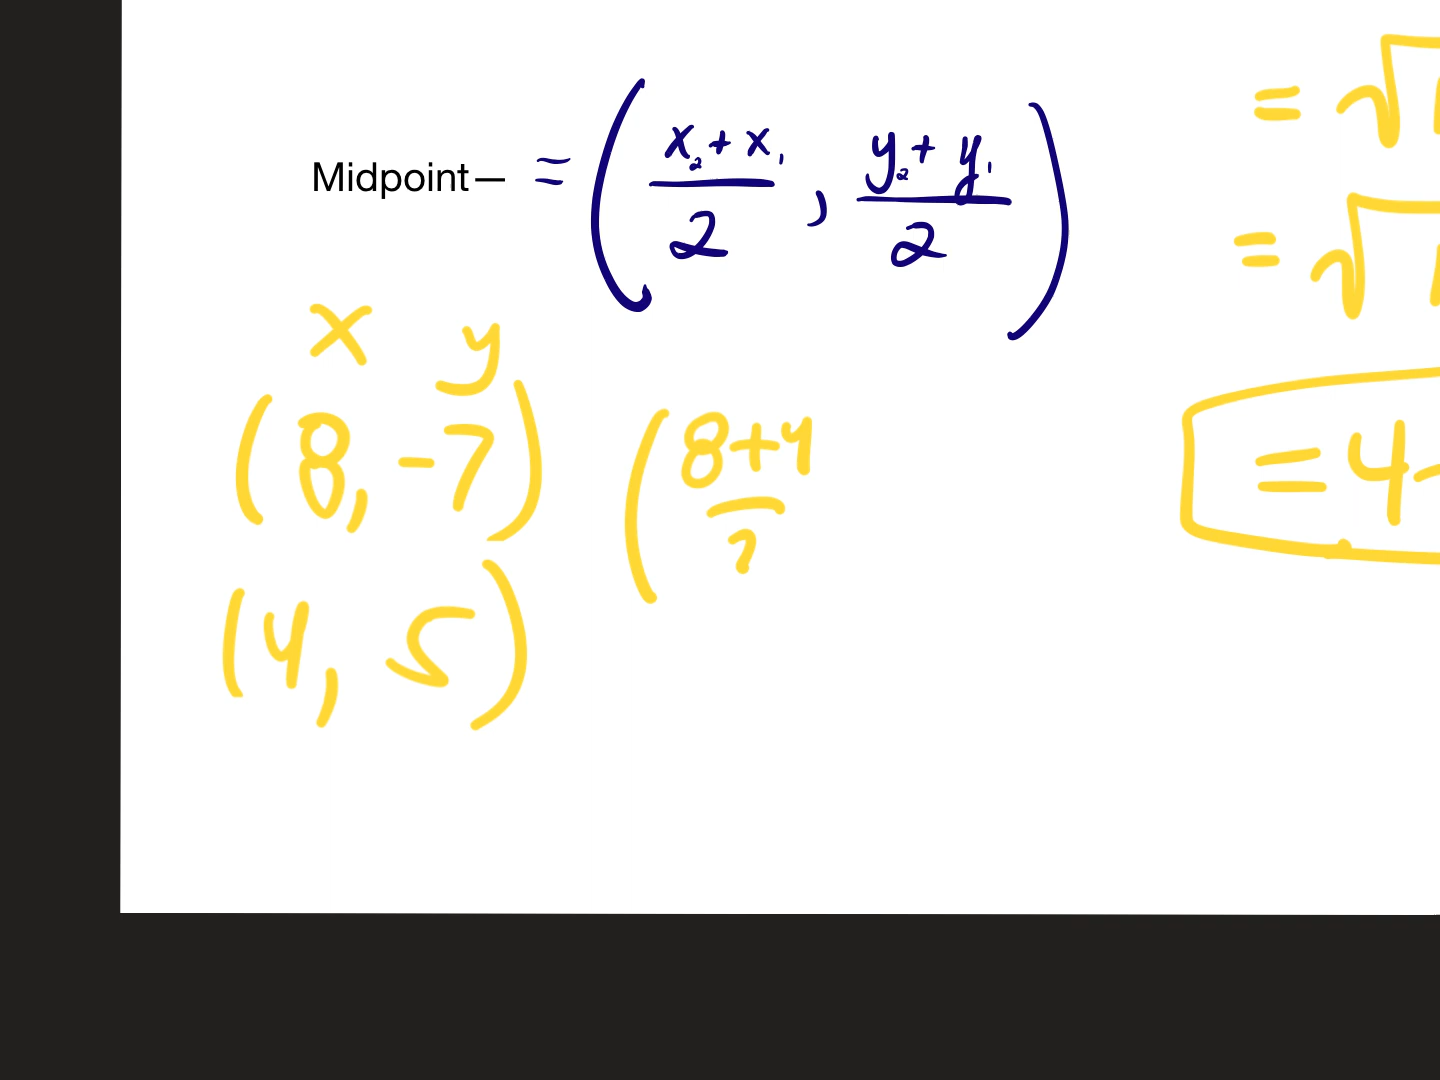 Midpoint— = (x₂ + x₁ / 2 , y₂ + y₁ / 2)
x y
(8, -7)
(8+4 / 2
(4, 5)
= √
= √
= 4